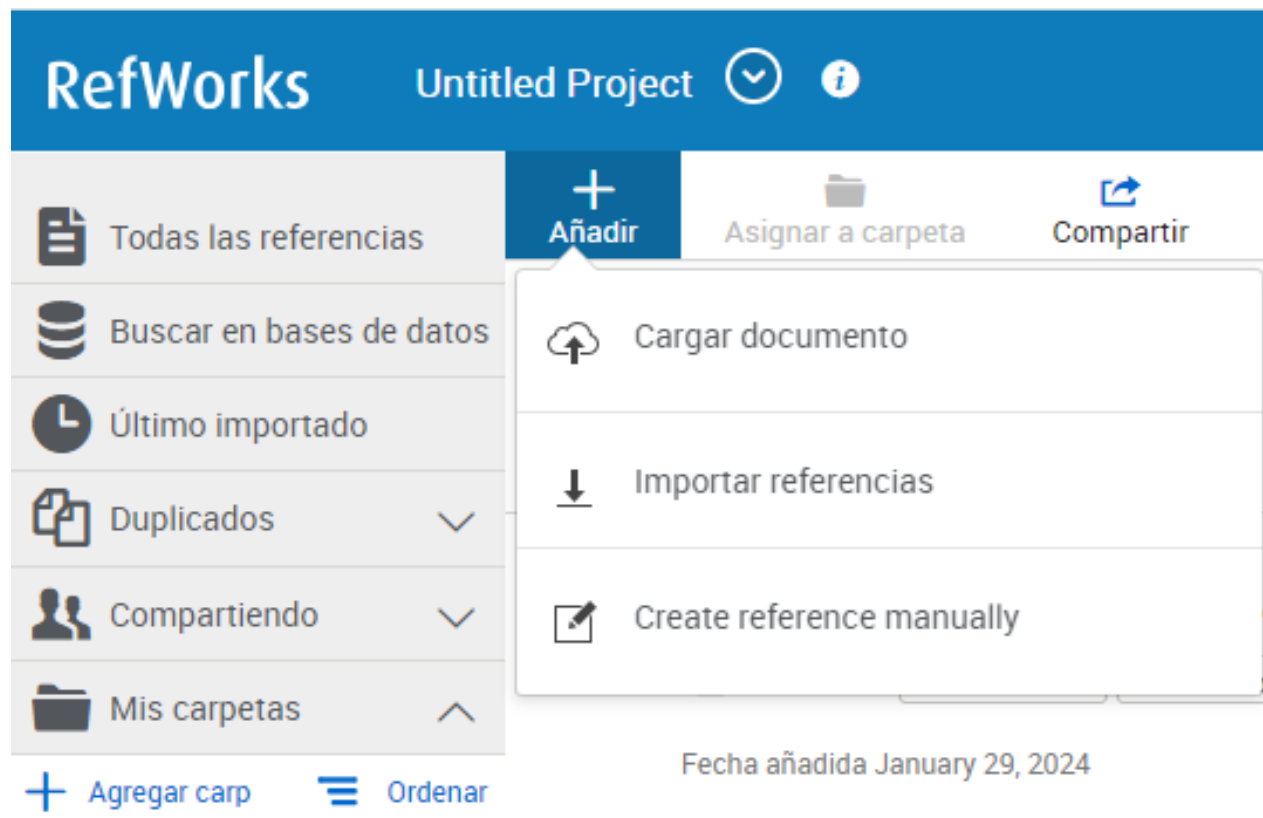 RefWorks
Untitled Project
Todas las referencias
Buscar en bases de datos
Último importado
Duplicados
Compartiendo
Mis carpetas
Agregar carp
Ordenar
Añadir
Asignar a carpeta
Compartir
Cargar documento
Importar referencias
Create reference manually
Fecha añadida January 29, 2024